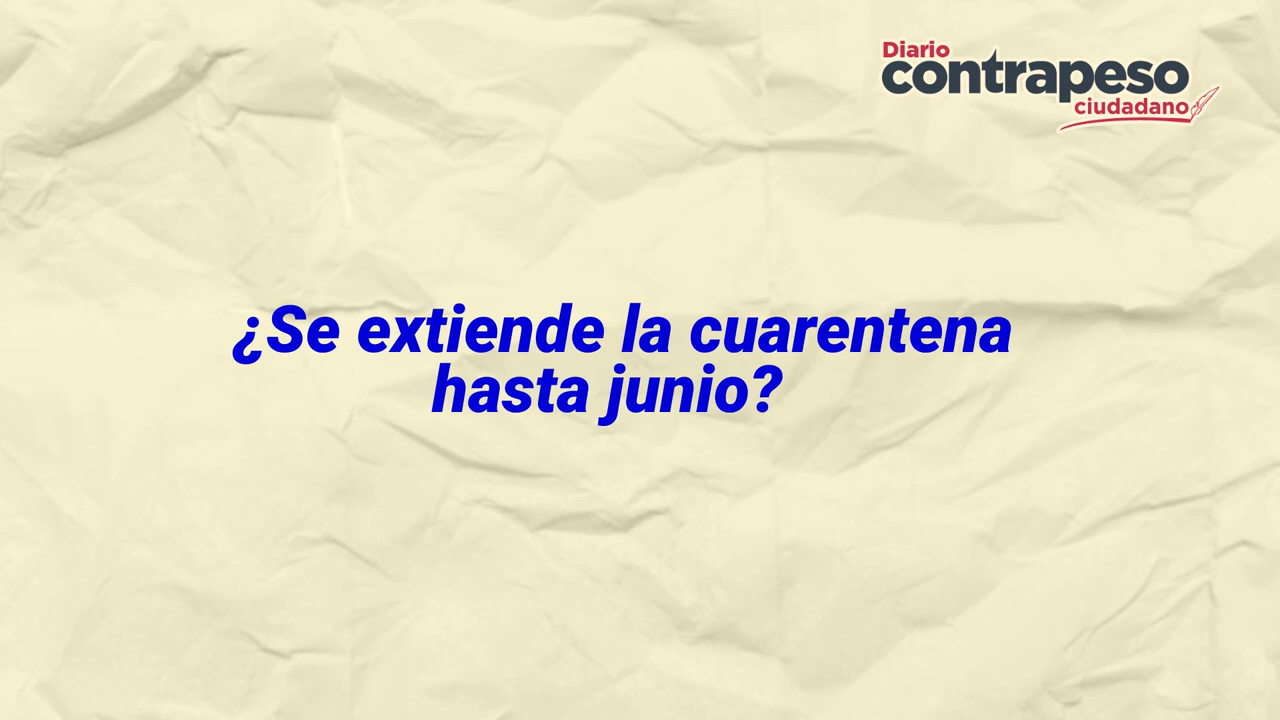 Diario
contrapeso
ciudadano
¿Se extiende la cuarentena
hasta junio?